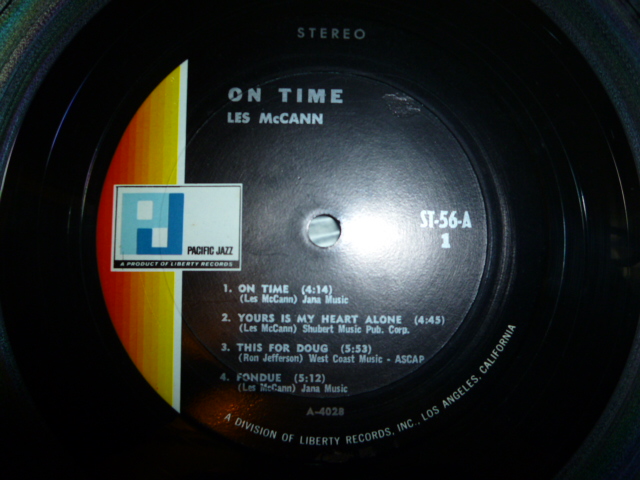 STEREO
ON TIME
LES McCANN
ST-56-A
1
PACIFIC JAZZ
A PRODUCT OF LIBERTY RECORDS
1. ON TIME (4:14)
(Les McCann) Jana Music
2. YOURS IS MY HEART ALONE (4:45)
(Les McCann) Shubert Music Pub. Corp.
3. THIS FOR DOUG (5:53)
(Ron Jefferson) West Coast Music - ASCAP
4. FONDUE (5:12)
(Les McCann) Jana Music
A-4028
A DIVISION OF LIBERTY RECORDS, INC., LOS ANGELES, CALIFORNIA